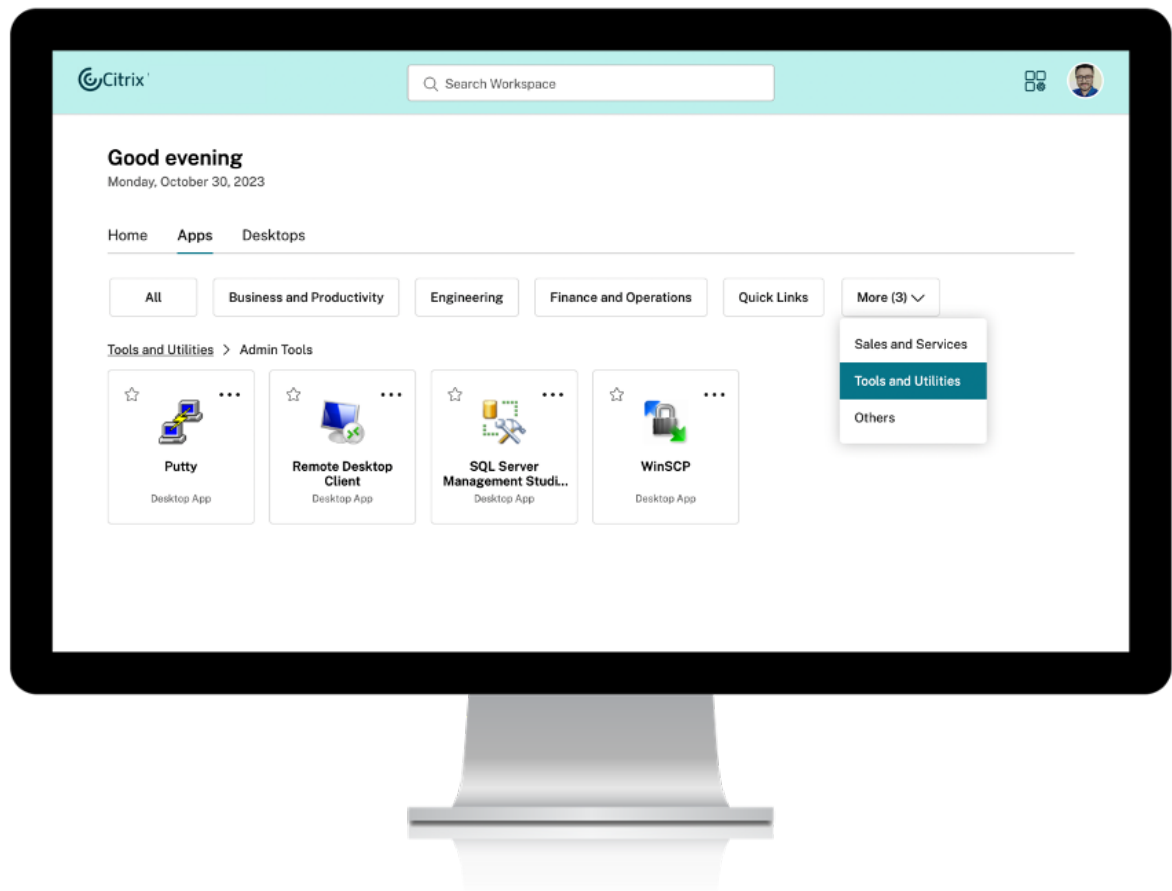 Citrix
Search Workspace
Good evening
Monday, October 30, 2023
Home Apps Desktops
All Business and Productivity Engineering Finance and Operations Quick Links More (3)
Sales and Services
Tools and Utilities
Others
Tools and Utilities > Admin Tools
Putty
Desktop App
Remote Desktop
Client
Desktop App
SQL Server
Management Studi...
Desktop App
WinSCP
Desktop App